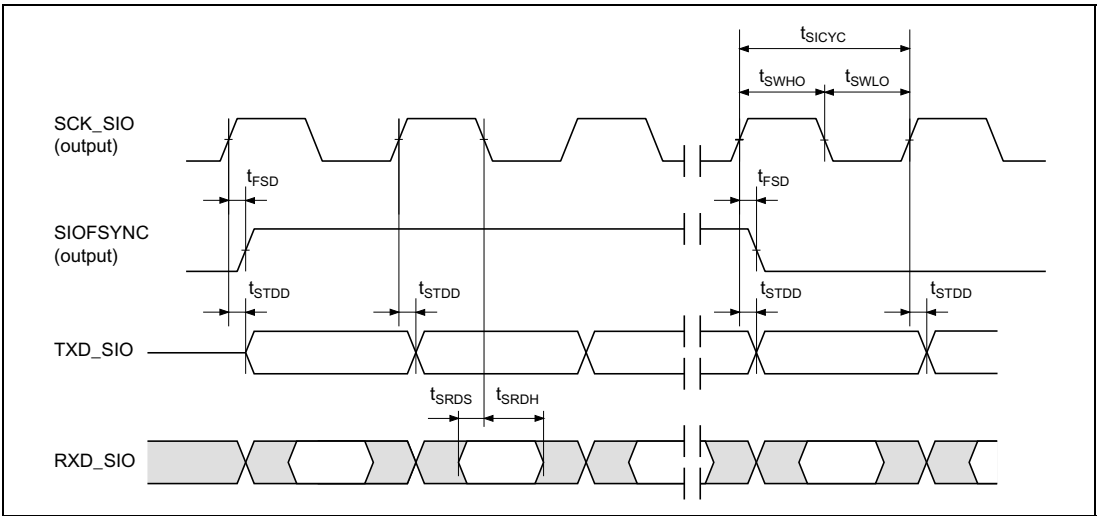 tSICYC
tSWHO tSWLO
SCK_SIO
(output)
tFSD tFSD
SIOFSYNC
(output)
tSTDD tSTDD tSTDD tSTDD
TXD_SIO
tSRDS tSRDH
RXD_SIO